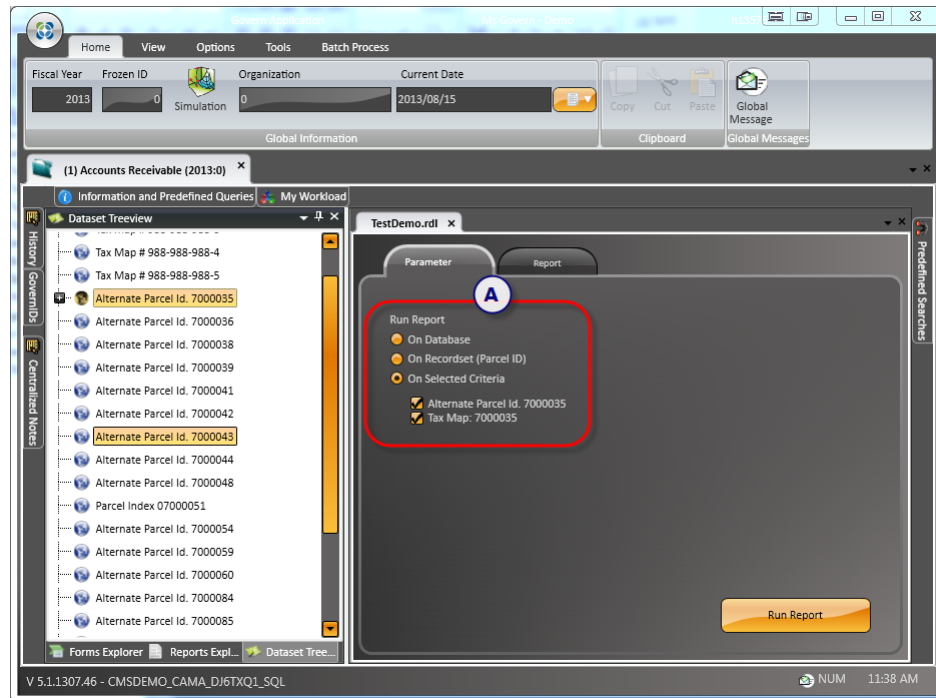 Govern Application
Home View Options Tools Batch Process
Fiscal Year Frozen ID Organization Current Date
2013 0 Simulation 0 2013/08/15
Copy Cut Paste Global Message
Global Information Clipboard Global Messages
(1) Accounts Receivable (2013:0)
Information and Predefined Queries My Workload
Dataset Treeview
TestDemo.rdl
History
GovernIDs
Centralized Notes
Predefined Searches
Tax Map # 988-988-988-4
Tax Map # 988-988-988-5
Alternate Parcel Id. 7000035
Alternate Parcel Id. 7000036
Alternate Parcel Id. 7000038
Alternate Parcel Id. 7000039
Alternate Parcel Id. 7000041
Alternate Parcel Id. 7000042
Alternate Parcel Id. 7000043
Alternate Parcel Id. 7000044
Alternate Parcel Id. 7000048
Parcel Index 07000051
Alternate Parcel Id. 7000054
Alternate Parcel Id. 7000059
Alternate Parcel Id. 7000060
Alternate Parcel Id. 7000084
Alternate Parcel Id. 7000085
Forms Explorer Reports Expl... Dataset Tree...
Parameter Report
A
Run Report
On Database
On Recordset (Parcel ID)
On Selected Criteria
Alternate Parcel Id. 7000035
Tax Map: 7000035
Run Report
V 5.1.1307.46 - CMSDEMO_CAMA_DJ6TXQ1_SQL NUM 11:38 AM